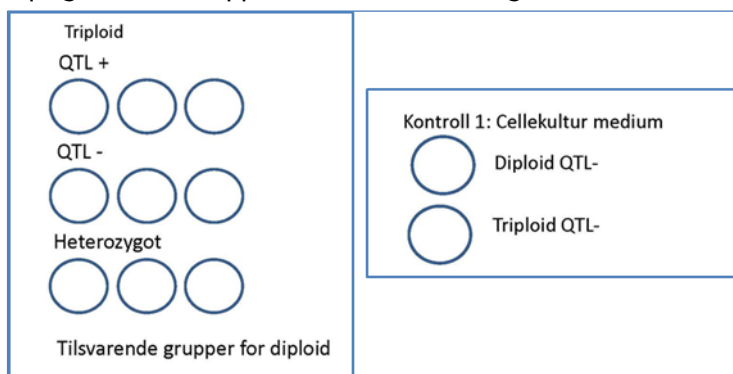 Triploid
QTL +
QTL -
Heterozygot
Tilsvarende grupper for diploid
Kontroll 1: Cellekultur medium
Diploid QTL-
Triploid QTL-